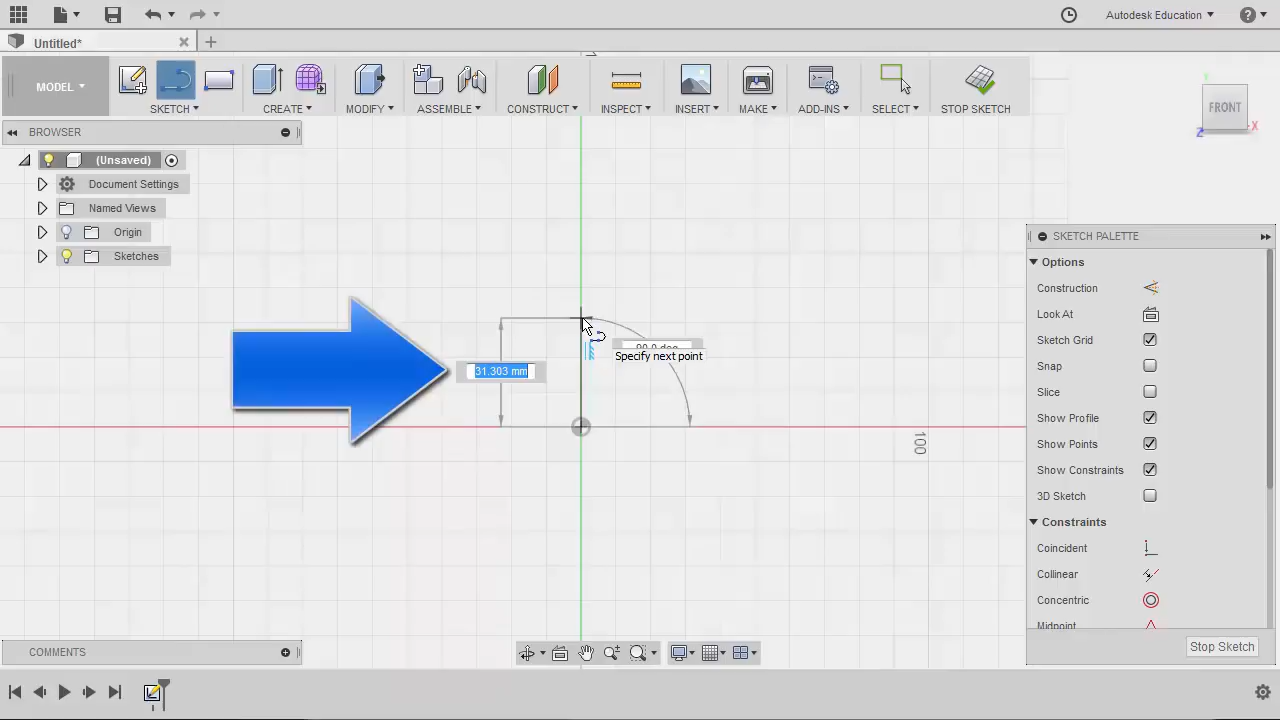 Autodesk Education
Untitled*
MODEL
SKETCH
CREATE
MODIFY
ASSEMBLE
CONSTRUCT
INSPECT
INSERT
MAKE
ADD-INS
SELECT
STOP SKETCH
FRONT
Y
X
Z
BROWSER
(Unsaved)
Document Settings
Named Views
Origin
Sketches
31.303 mm
90.0 deg
Specify next point
100
SKETCH PALETTE
Options
Construction
Look At
Sketch Grid
Snap
Slice
Show Profile
Show Points
Show Constraints
3D Sketch
Constraints
Coincident
Collinear
Concentric
Midpoint
Stop Sketch
COMMENTS